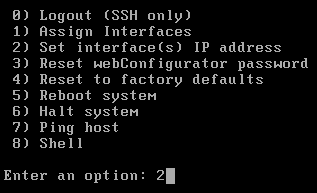 0) Logout (SSH only)
1) Assign Interfaces
2) Set interface(s) IP address
3) Reset webConfigurator password
4) Reset to factory defaults
5) Reboot system
6) Halt system
7) Ping host
8) Shell
Enter an option: 2